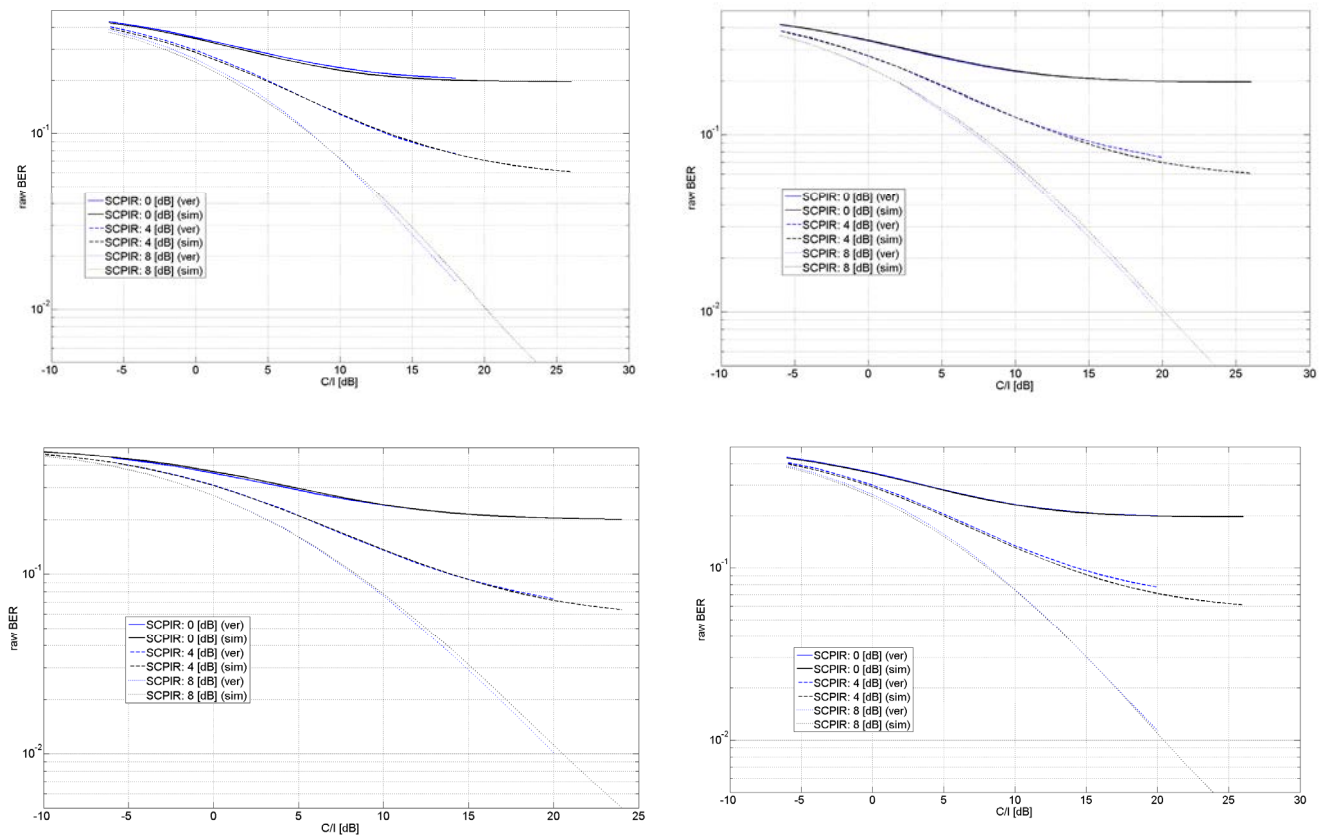 raw BER
10^-1
10^-2
SCPIR: 0 [dB] (ver)
SCPIR: 0 [dB] (sim)
SCPIR: 4 [dB] (ver)
SCPIR: 4 [dB] (sim)
SCPIR: 8 [dB] (ver)
SCPIR: 8 [dB] (sim)
-10 -5 0 5 10 15 20 25 30
C/I [dB]
raw BER
10^-1
10^-2
SCPIR: 0 [dB] (ver)
SCPIR: 0 [dB] (sim)
SCPIR: 4 [dB] (ver)
SCPIR: 4 [dB] (sim)
SCPIR: 8 [dB] (ver)
SCPIR: 8 [dB] (sim)
-10 -5 0 5 10 15 20 25 30
C/I [dB]
raw BER
10^-1
10^-2
SCPIR: 0 [dB] (ver)
SCPIR: 0 [dB] (sim)
SCPIR: 4 [dB] (ver)
SCPIR: 4 [dB] (sim)
SCPIR: 8 [dB] (ver)
SCPIR: 8 [dB] (sim)
-10 -5 0 5 10 15 20 25
C/I [dB]
raw BER
10^-1
10^-2
SCPIR: 0 [dB] (ver)
SCPIR: 0 [dB] (sim)
SCPIR: 4 [dB] (ver)
SCPIR: 4 [dB] (sim)
SCPIR: 8 [dB] (ver)
SCPIR: 8 [dB] (sim)
-10 -5 0 5 10 15 20 25 30
C/I [dB]